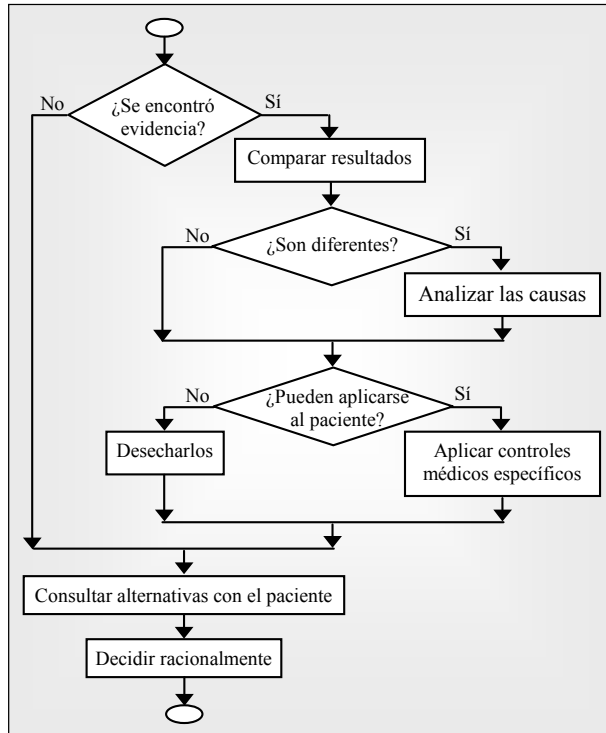 ¿Se encontró
evidencia?
No
Sí
Comparar resultados
¿Son diferentes?
No
Sí
Analizar las causas
¿Pueden aplicarse
al paciente?
No
Sí
Desecharlos
Aplicar controles
médicos específicos
Consultar alternativas con el paciente
Decidir racionalmente